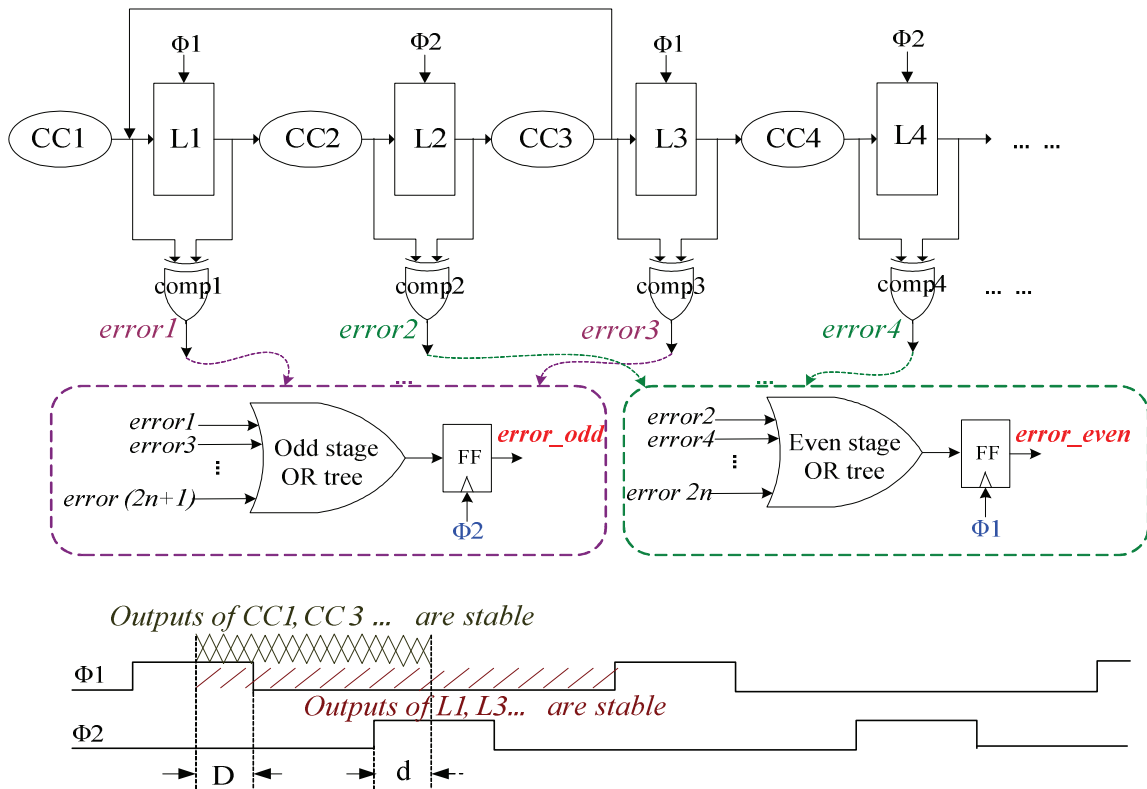 Φ1
Φ2
Φ1
Φ2
CC1
L1
CC2
L2
CC3
L3
CC4
L4
... ...
comp1
comp2
comp3
comp4
... ...
error1
error2
error3
error4
...
...
error1
error3
...
error (2n+1)
Odd stage
OR tree
FF
error_odd
Φ2
error2
error4
...
error 2n
Even stage
OR tree
FF
error_even
Φ1
Outputs of CC1, CC3 ... are stable
Φ1
Outputs of L1, L3... are stable
Φ2
D
d